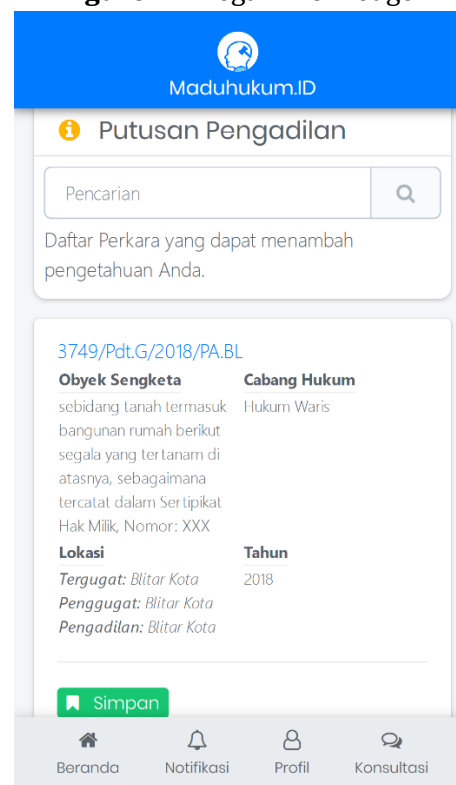 Maduhukum.ID
Putusan Pengadilan
Pencarian
Daftar Perkara yang dapat menambah
pengetahuan Anda.
3749/Pdt.G/2018/PA.BL
Obyek Sengketa
sebidang tanah termasuk
bangunan rumah berikut
segala yang tertanam di
atasnya, sebagaimana
tercatat dalam Sertipikat
Hak Milik, Nomor: XXX
Cabang Hukum
Hukum Waris
Lokasi
Tergugat: Blitar Kota
Penggugat: Blitar Kota
Pengadilan: Blitar Kota
Tahun
2018
Simpan
Beranda
Notifikasi
Profil
Konsultasi